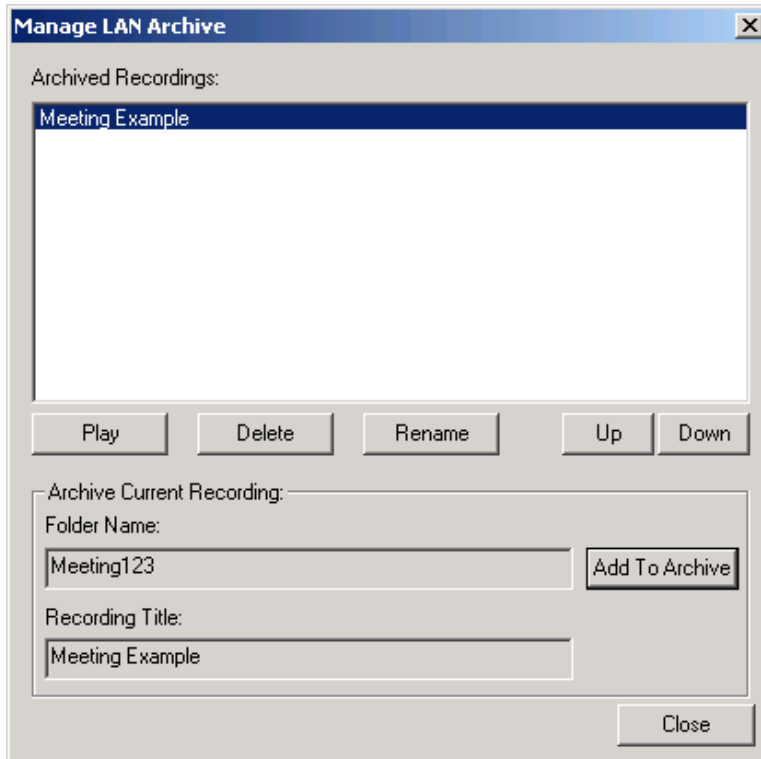 Manage LAN Archive
Archived Recordings:
Meeting Example
Play Delete Rename Up Down
Archive Current Recording:
Folder Name:
Meeting123 Add To Archive
Recording Title:
Meeting Example
Close